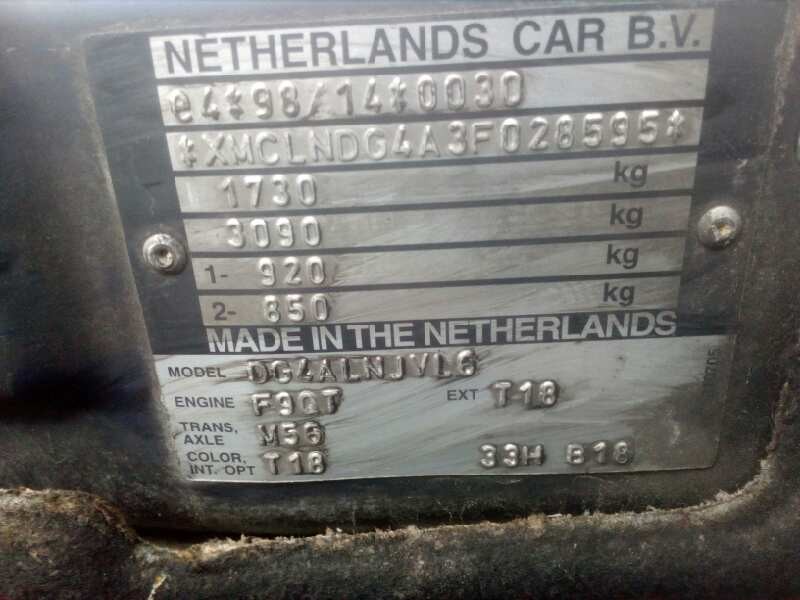 NETHERLANDS CAR B.V.
e4*98/14*0030
*XMCLNDG4A3F028595*
1730 kg
3090 kg
1- 920 kg
2- 850 kg
MADE IN THE NETHERLANDS
MODEL DG4ALNJVL6
ENGINE F9QT EXT T18
TRANS, AXLE M56
COLOR, INT. OPT T18 33H B18